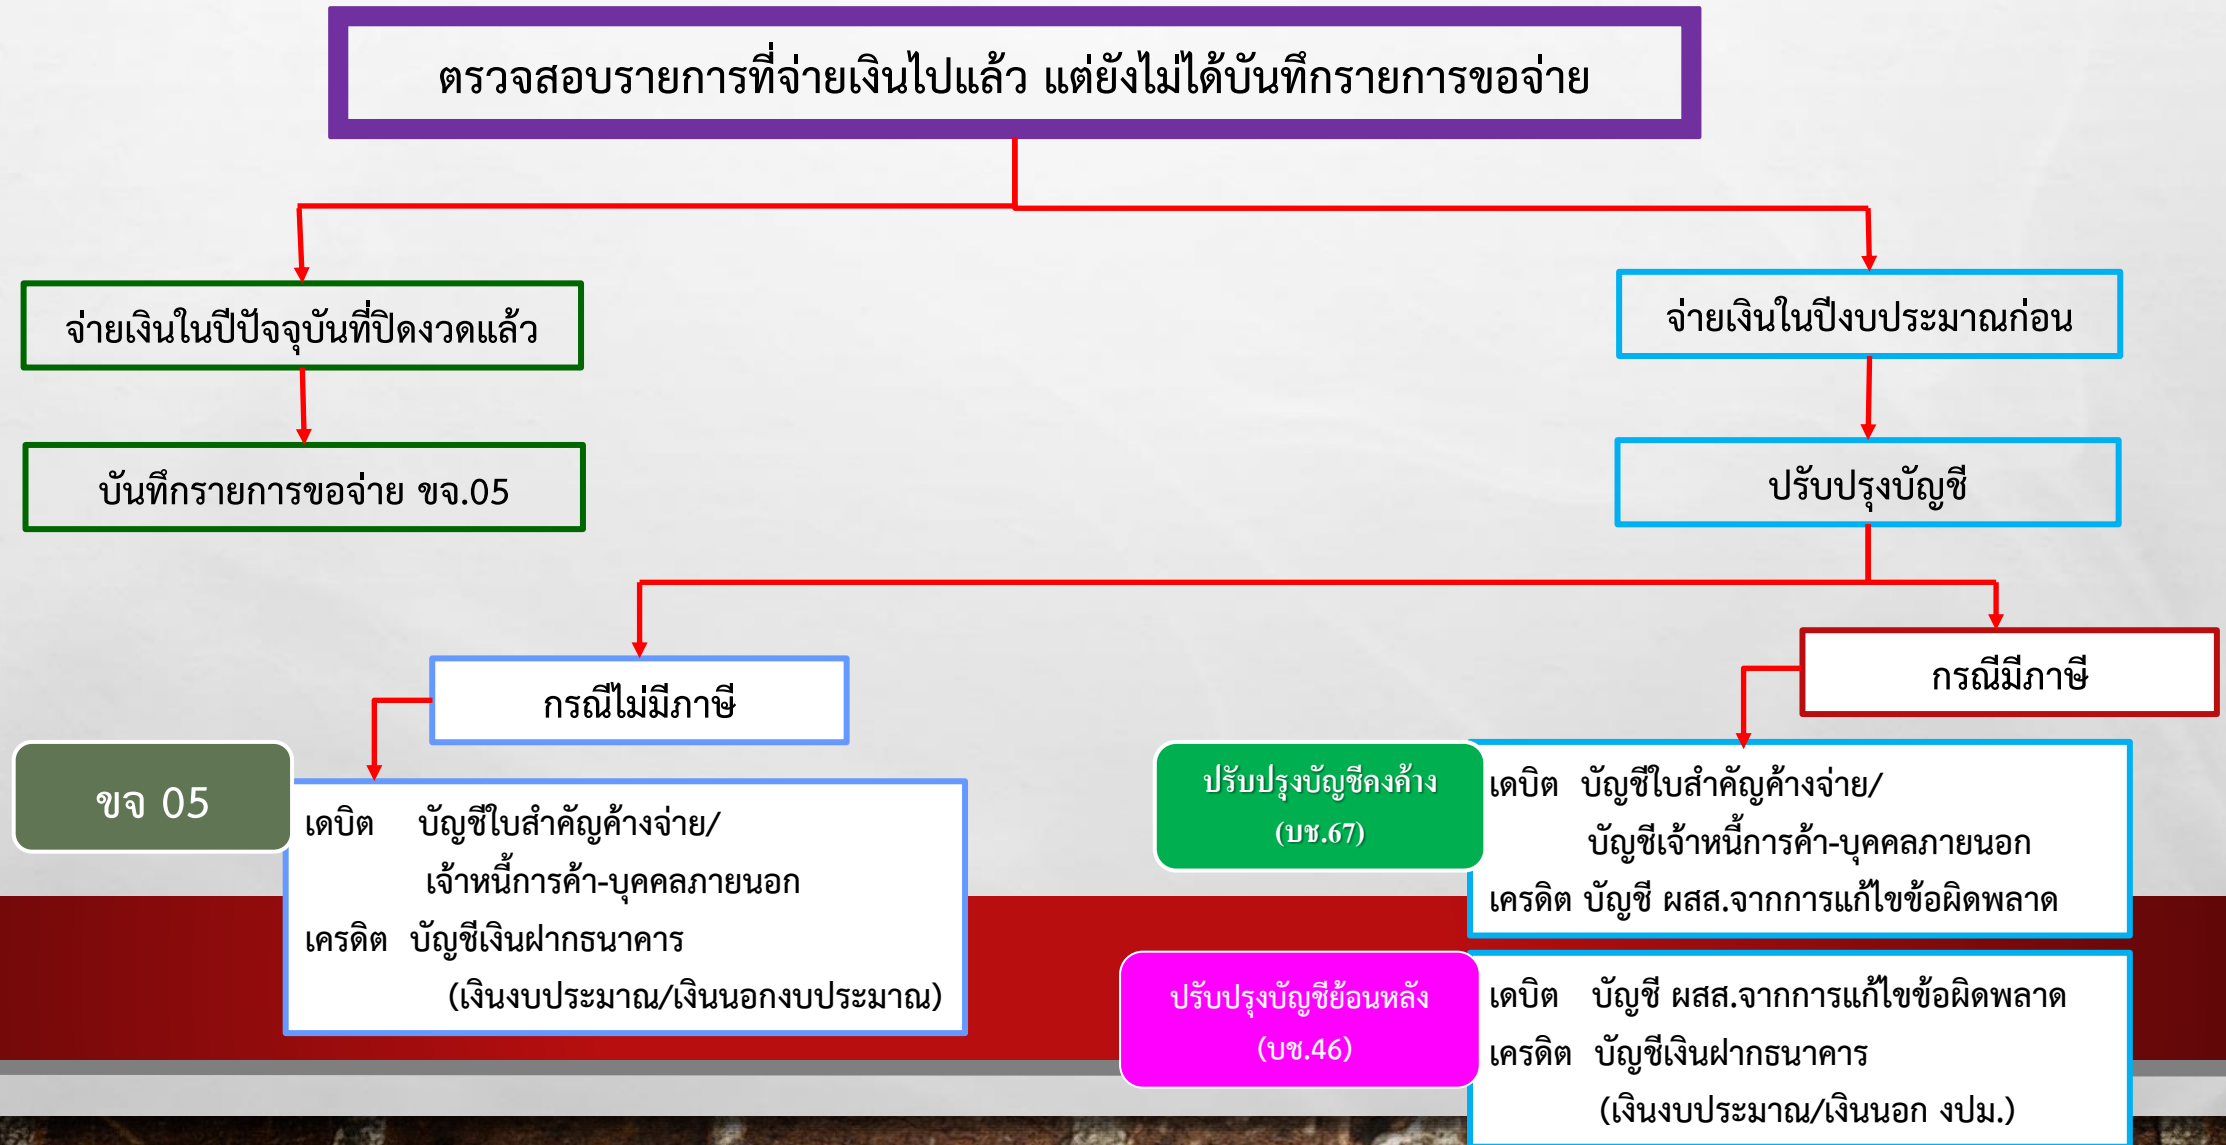 ตรวจสอบรายการที่จ่ายเงินไปแล้ว แต่ยังไม่ได้บันทึกรายการขอจ่าย
จ่ายเงินในปีปัจจุบันที่ปิดงวดแล้ว
จ่ายเงินในปีงบประมาณก่อน
บันทึกรายการขอจ่าย ขจ.05
ปรับปรุงบัญชี
กรณีไม่มีภาษี
กรณีมีภาษี
ขจ 05
เดบิต บัญชีใบสำคัญค้างจ่าย/
เจ้าหนี้การค้า-บุคคลภายนอก
เครดิต บัญชีเงินฝากธนาคาร
(เงินงบประมาณ/เงินนอกงบประมาณ)
ปรับปรุงบัญชีคงค้าง
(บช.67)
เดบิต บัญชีใบสำคัญค้างจ่าย/
บัญชีเจ้าหนี้การค้า-บุคคลภายนอก
เครดิต บัญชี ผสส.จากการแก้ไขข้อผิดพลาด
ปรับปรุงบัญชีย้อนหลัง
(บช.46)
เดบิต บัญชี ผสส.จากการแก้ไขข้อผิดพลาด
เครดิต บัญชีเงินฝากธนาคาร
(เงินงบประมาณ/เงินนอก งปม.)